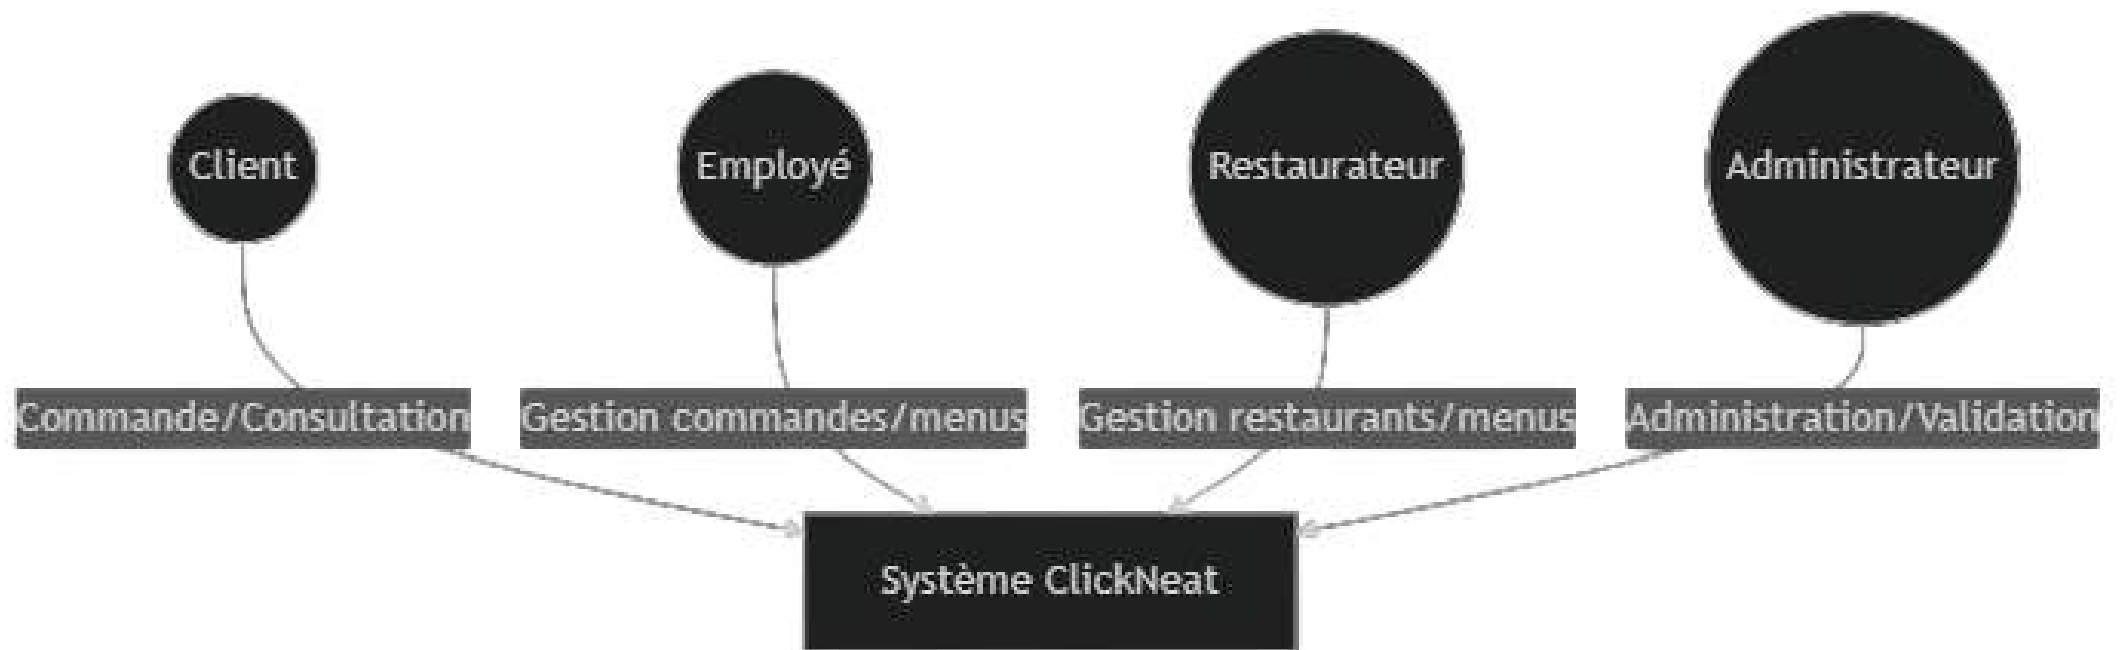 Client
Employé
Restaurateur
Administrateur
Commande/Consultation
Gestion commandes/menus
Gestion restaurants/menus
Administration/Validation
Système ClickNeat